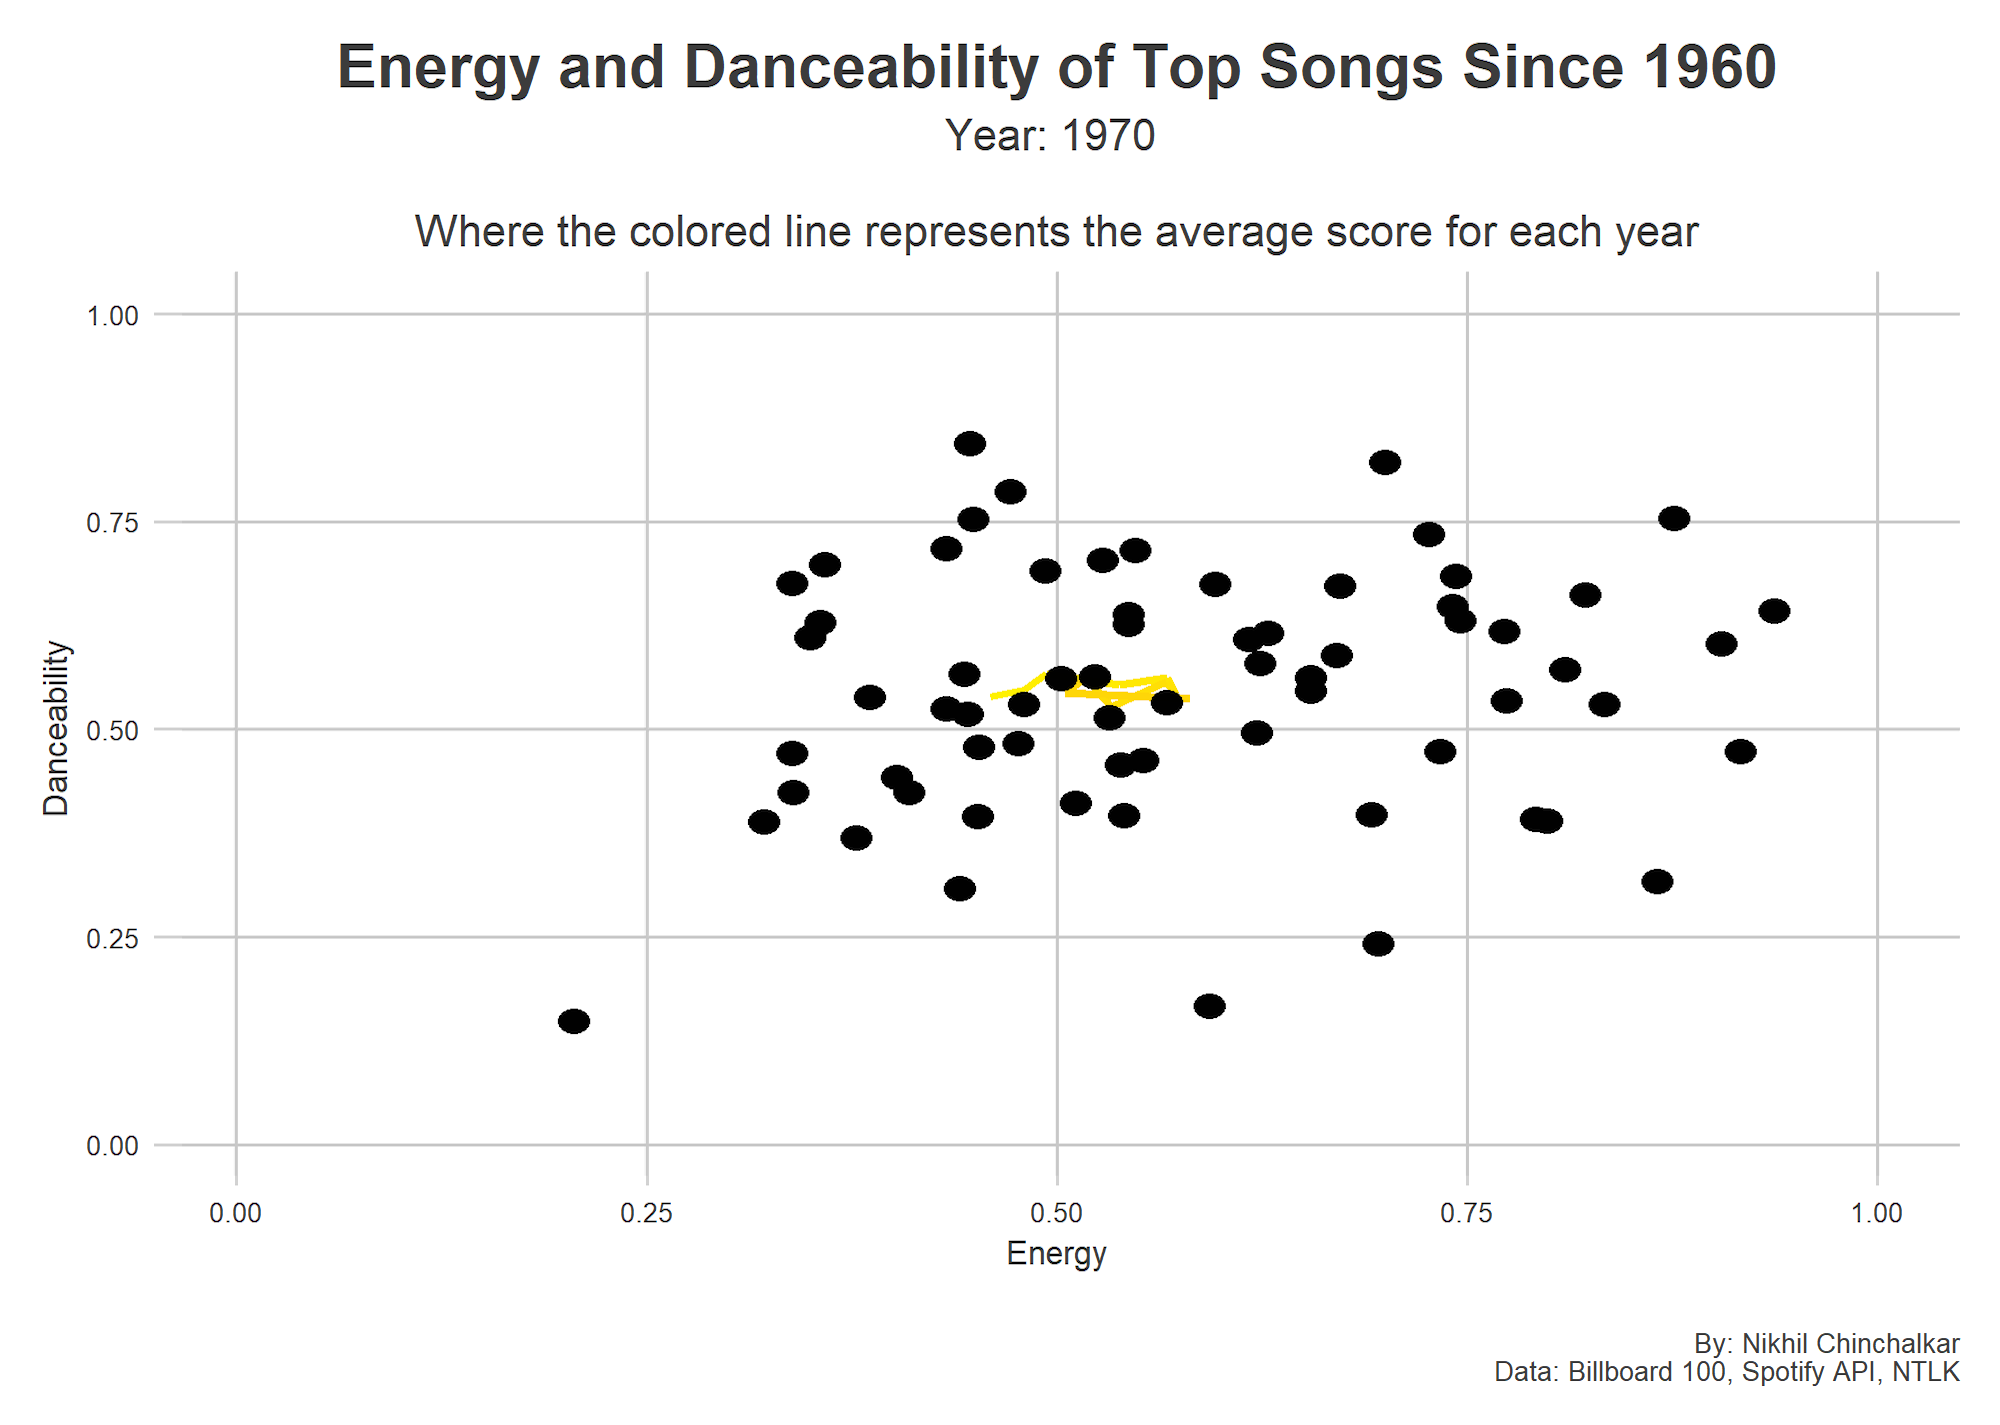 Energy and Danceability of Top Songs Since 1960
Year: 1970
Where the colored line represents the average score for each year
1.00
0.75
0.50
0.25
0.00
Danceability
0.00 0.25 0.50 0.75 1.00
Energy
By: Nikhil Chinchalkar
Data: Billboard 100, Spotify API, NTLK